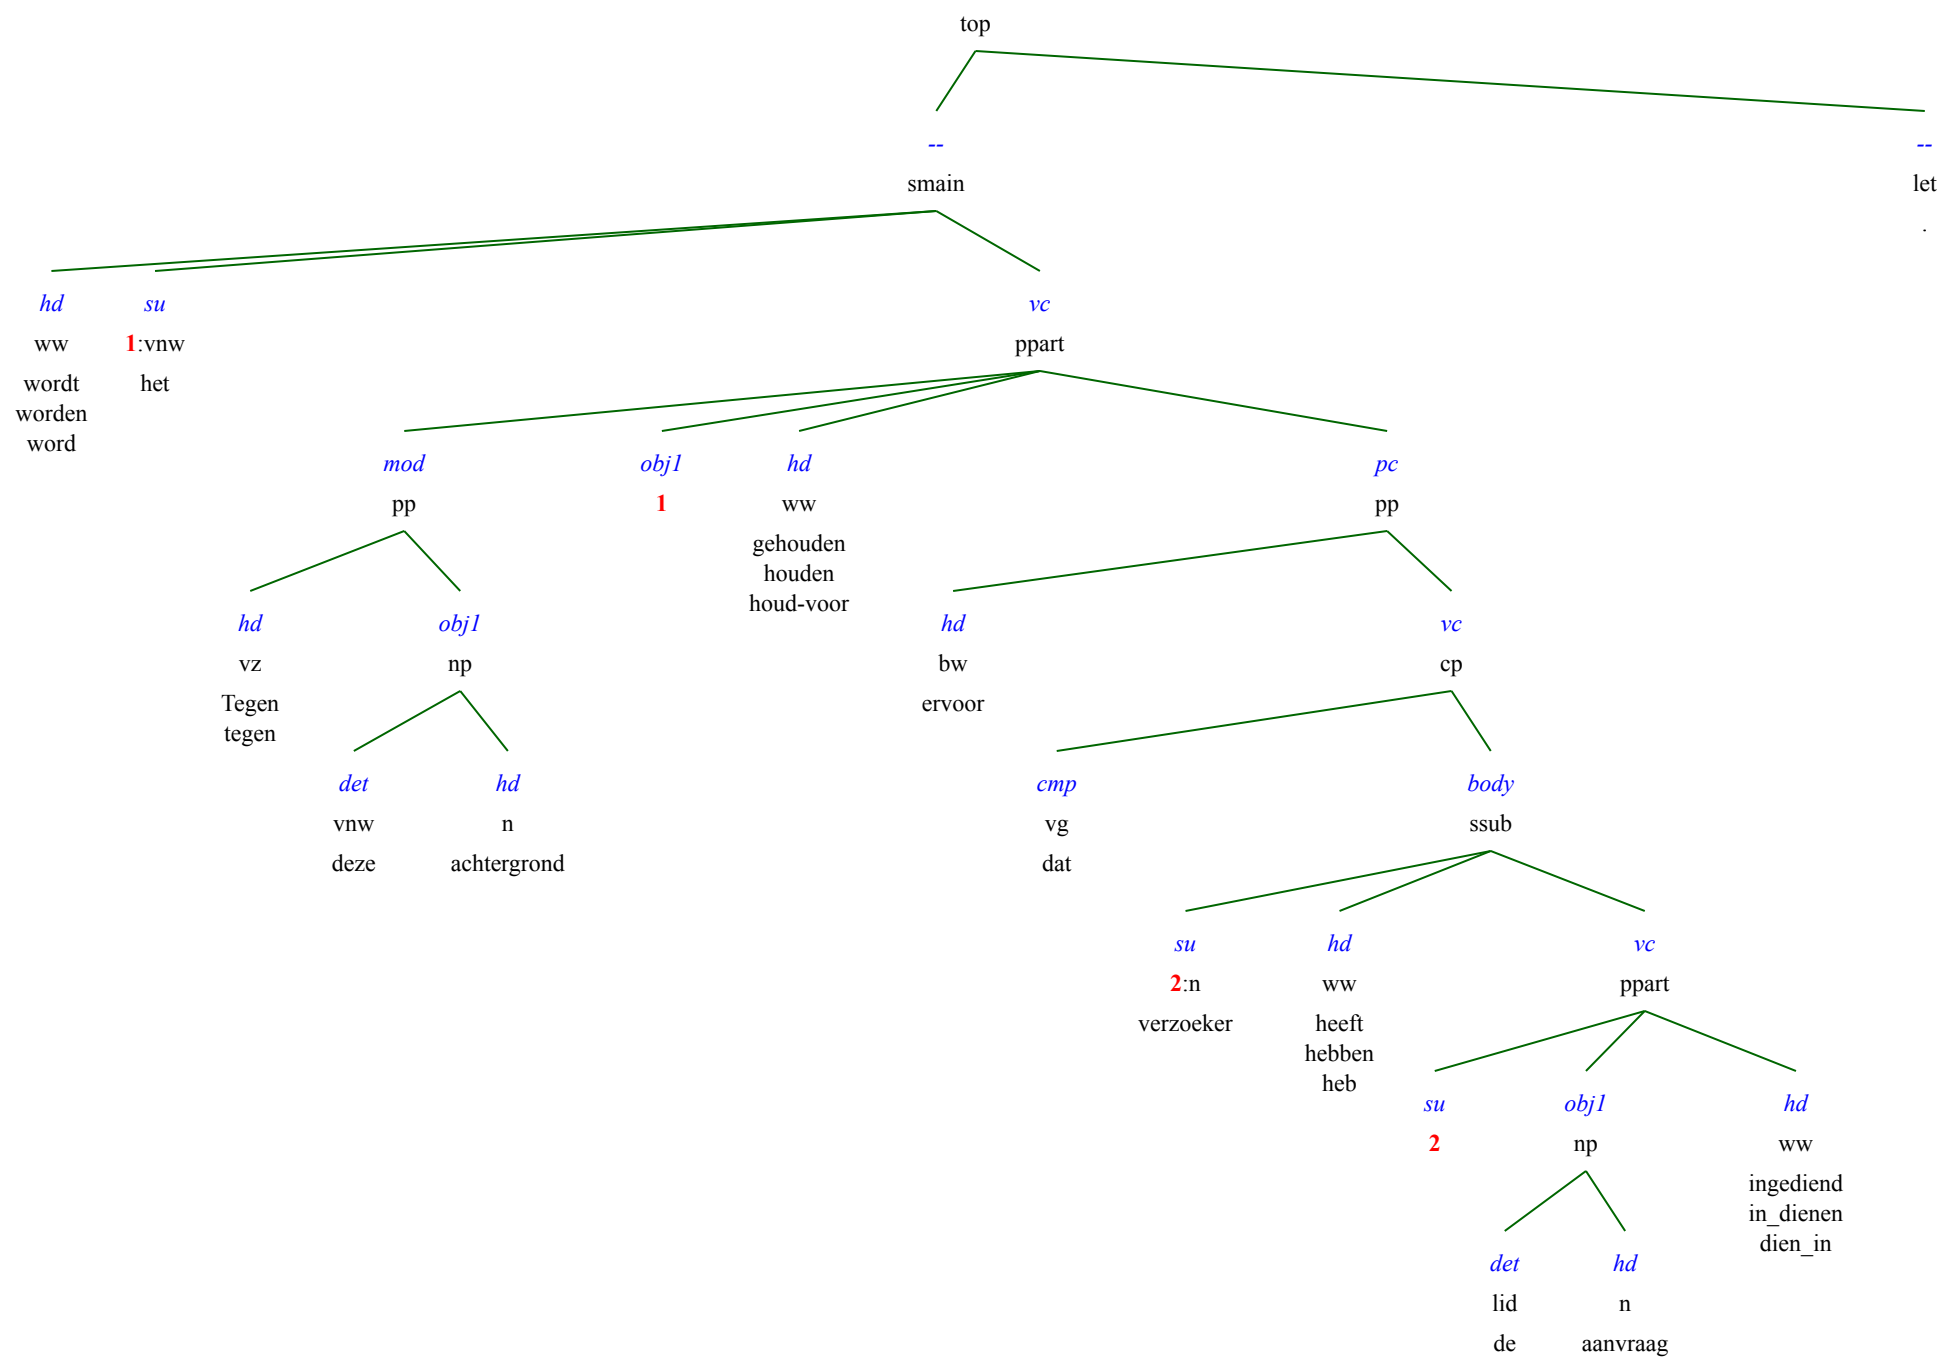 top
-- --
smain let
.
hd su vc
ww 1:vnw ppart
wordt het
worden
word
mod obj1 hd pc
pp 1 ww pp
gehouden
houden
houd-voor
hd obj1 hd vc
vz np bw cp
Tegen ervoor
tegen
det hd cmp body
vnw n vg ssub
deze achtergrond dat
su hd vc
2:n ww ppart
verzoeker heeft
hebben
heb
su obj1 hd
2 np ww
ingediend
in_dienen
dien_in
det hd
lid n
de aanvraag